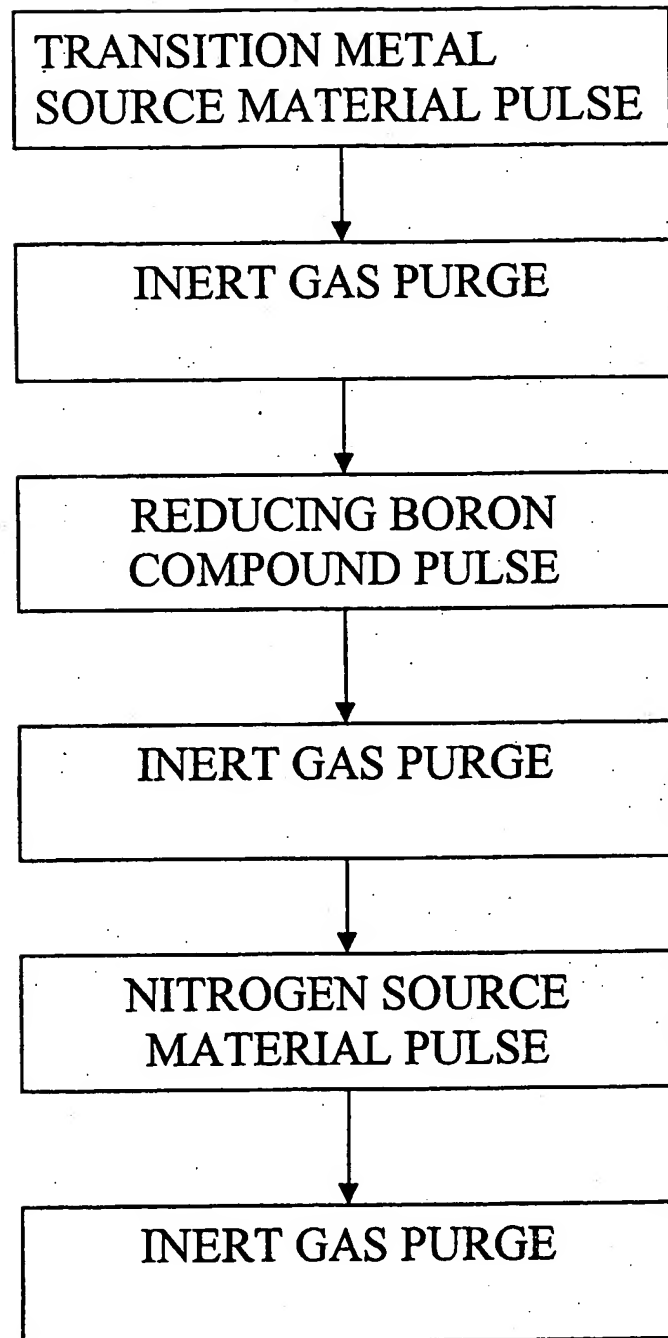 TRANSITION METAL
SOURCE MATERIAL PULSE
INERT GAS PURGE
REDUCING BORON
COMPOUND PULSE
INERT GAS PURGE
NITROGEN SOURCE
MATERIAL PULSE
INERT GAS PURGE